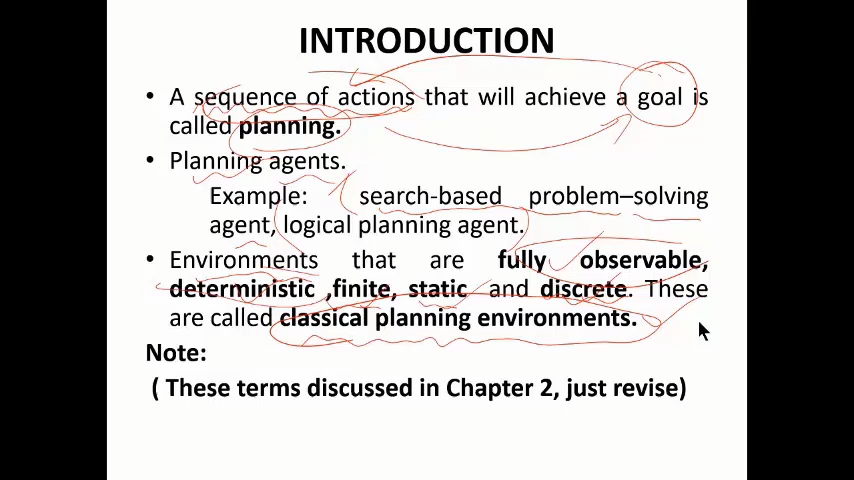 INTRODUCTION
• A sequence of actions that will achieve a goal is
called planning.
• Planning agents.
Example: search-based problem–solving
agent, logical planning agent.
• Environments that are fully observable,
deterministic ,finite, static and discrete. These
are called classical planning environments.
Note:
( These terms discussed in Chapter 2, just revise)